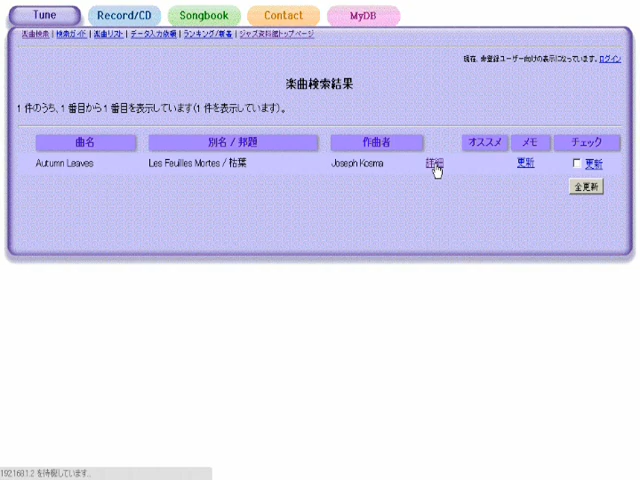 Tune Record/CD Songbook Contact MyDB
楽曲検索 | 検索ガイド | 楽曲リスト | データ入力依頼 | ランキング/新着 | ジャズ資料館トップページ
現在、未登録ユーザー向けの表示になっています。ログイン
楽曲検索結果
1 件のうち、1 番目から 1 番目を表示しています(1 件を表示しています)。
曲名 別名 / 邦題 作曲者 オススメ メモ チェック
Autumn Leaves Les Feuilles Mortes / 枯葉 Joseph Kosma 詳細 更新 更新
全更新
192.168.1.2 を待機しています...